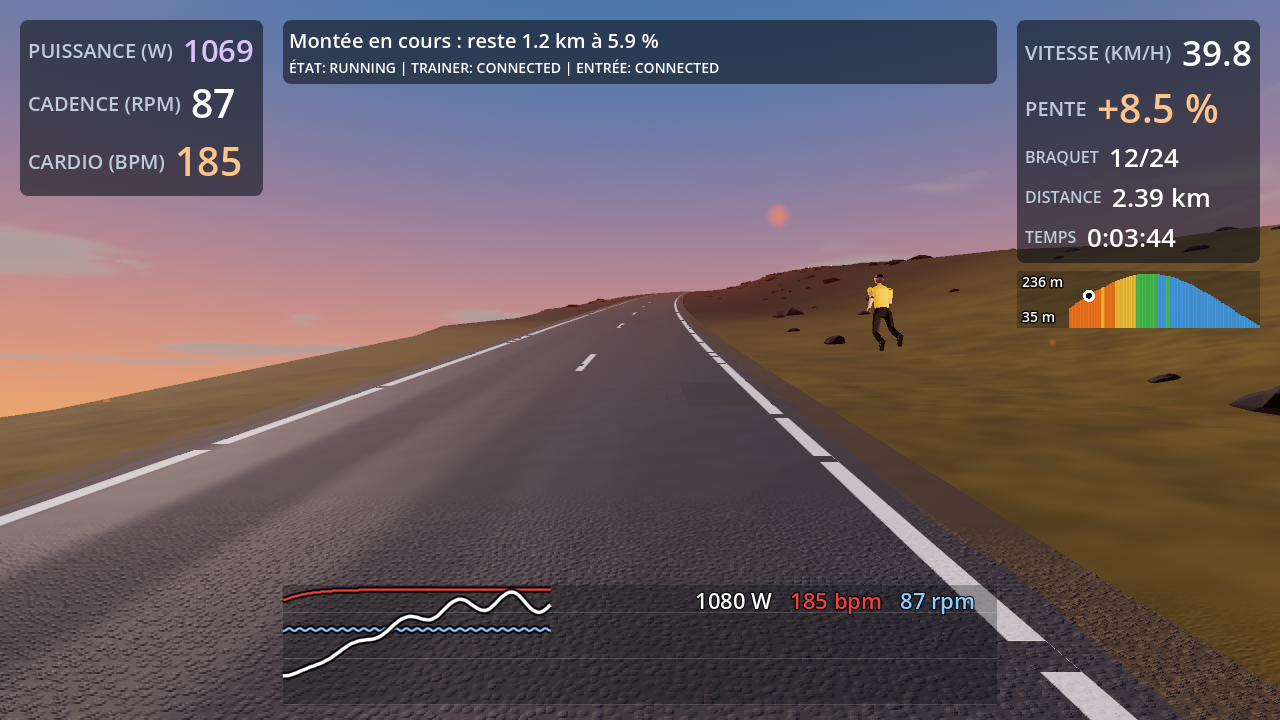 PUISSANCE (W) 1069
CADENCE (RPM) 87
CARDIO (BPM) 185
Montée en cours : reste 1.2 km à 5.9 %
ÉTAT: RUNNING | TRAINER: CONNECTED | ENTRÉE: CONNECTED
VITESSE (KM/H) 39.8
PENTE +8.5 %
BRAQUET 12/24
DISTANCE 2.39 km
TEMPS 0:03:44
236 m
35 m
1080 W 185 bpm 87 rpm